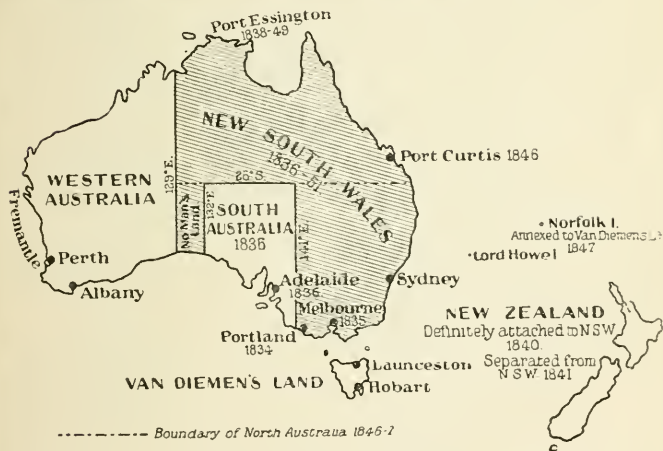 Port Essington
1838-49
NEW SOUTH WALES
1836-51
Port Curtis 1846
129°E.
26°S.
WESTERN
AUSTRALIA
No Man's
Land
132°E
SOUTH
AUSTRALIA
1836
141°E.
Fremantle
Perth
Albany
Norfolk I.
Annexed to Van Diemens L
1847
Lord Howe I
Adelaide
1836
Sydney
Melbourne
1835
Portland
1834
NEW ZEALAND
Definitely attached to N S W
1840.
Separated from
N S W 1841
Launceston
VAN DIEMEN'S LAND
Hobart
Boundary of North Australia 1846-7